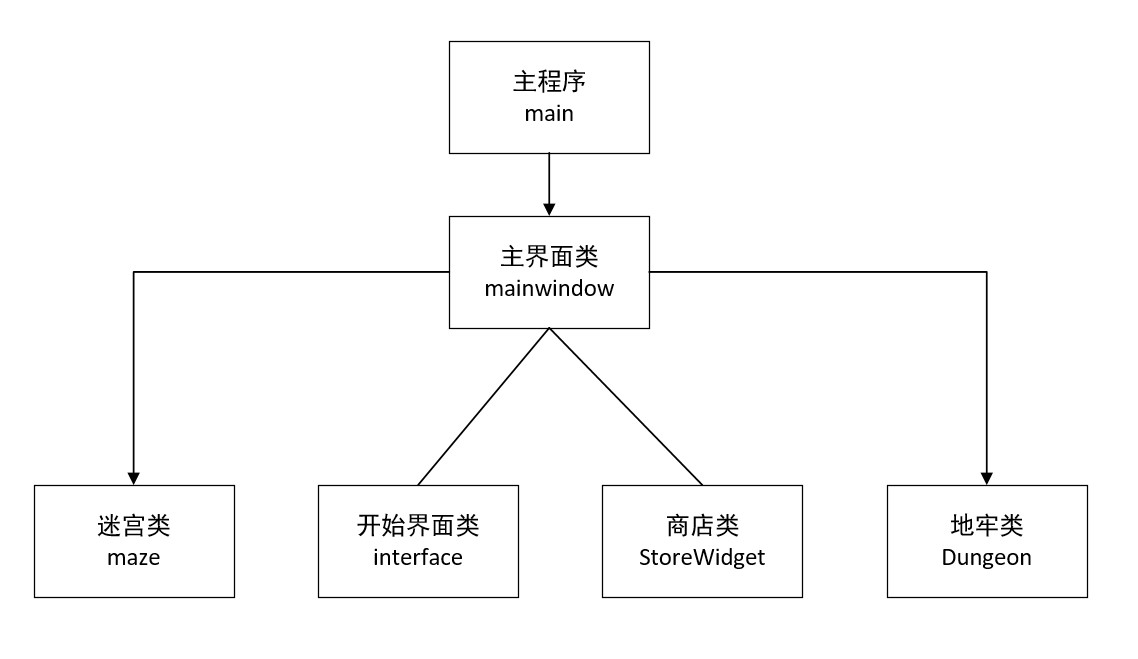 主程序
main
主界面类
mainwindow
迷宫类
maze
开始界面类
interface
商店类
StoreWidget
地牢类
Dungeon